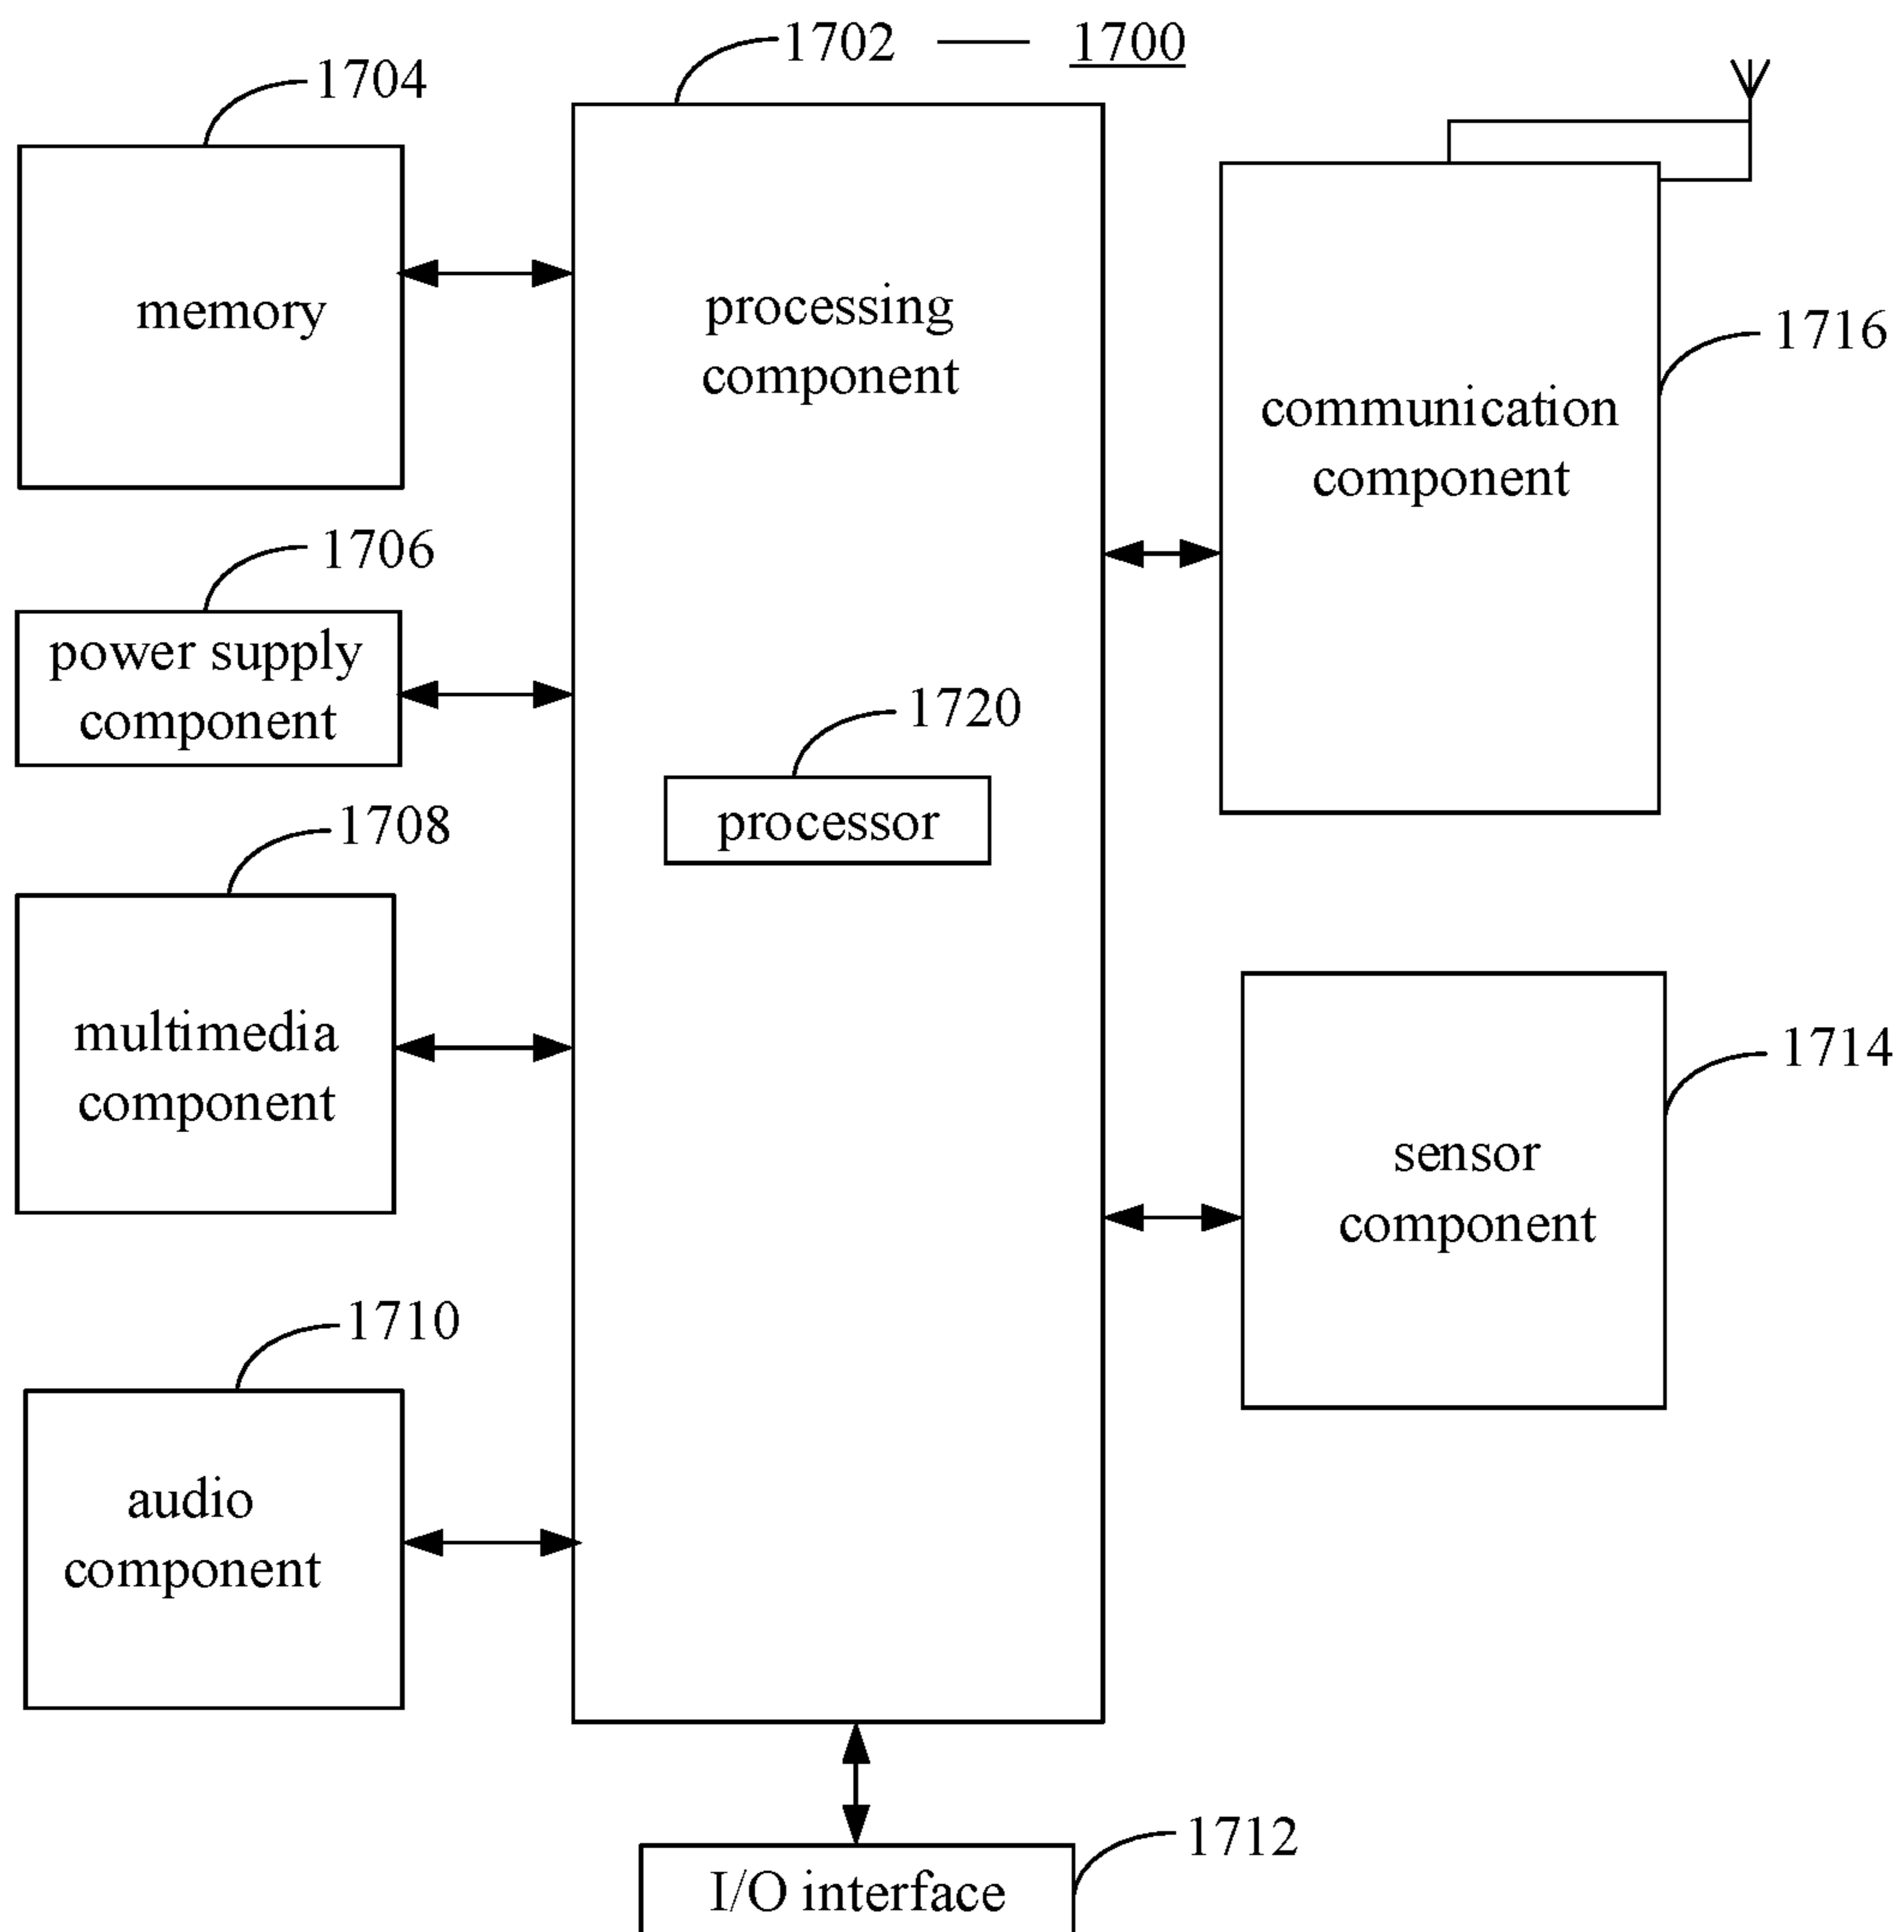 1702 — 1700
1704
memory
processing
component
1716
communication
component
1706
power supply
component
1720
processor
1708
multimedia
component
1714
sensor
component
1710
audio
component
1712
I/O interface